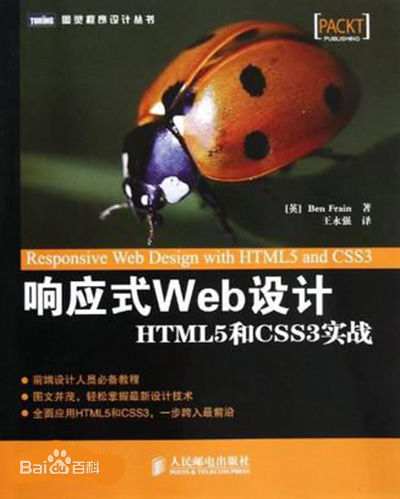 TURING 图灵程序设计丛书
[PACKT]
PUBLISHING
[英] Ben Frain 著
王永强 译
Responsive Web Design with HTML5 and CSS3
响应式Web设计
HTML5和CSS3实战
前端设计人员必备教程
图文并茂，轻松掌握最新设计技术
全面应用HTML5和CSS3，一步跨入最前沿
Bai百科
人民邮电出版社
POSTS & TELECOM PRESS